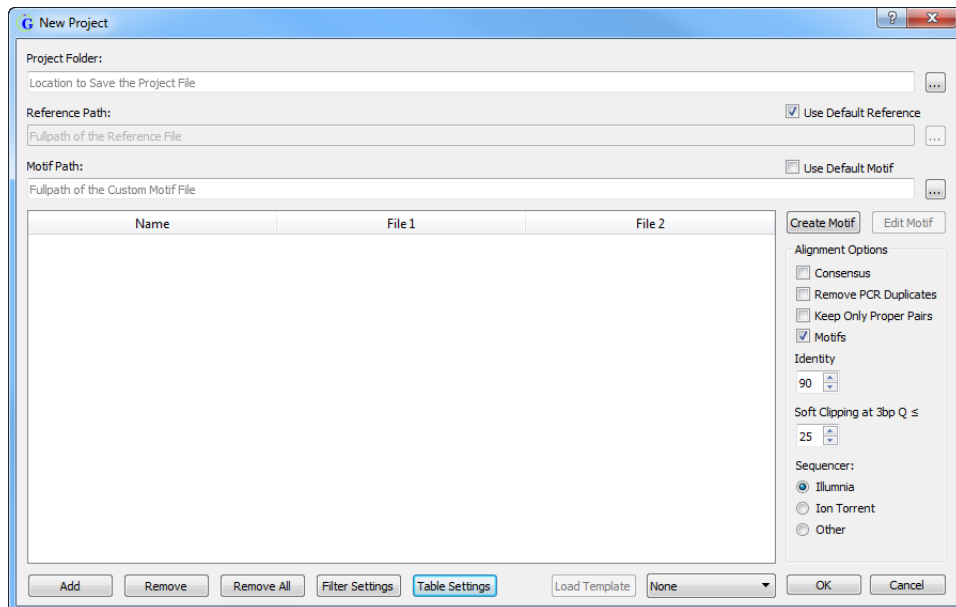 G New Project
Project Folder:
Location to Save the Project File
...
Reference Path:
Use Default Reference
Fullpath of the Reference File
...
Motif Path:
Use Default Motif
Fullpath of the Custom Motif File
...
Name File 1 File 2
Create Motif Edit Motif
Alignment Options
Consensus
Remove PCR Duplicates
Keep Only Proper Pairs
Motifs
Identity
90
Soft Clipping at 3bp Q ≤
25
Sequencer:
Illumnia
Ion Torrent
Other
Add Remove Remove All Filter Settings Table Settings Load Template None OK Cancel